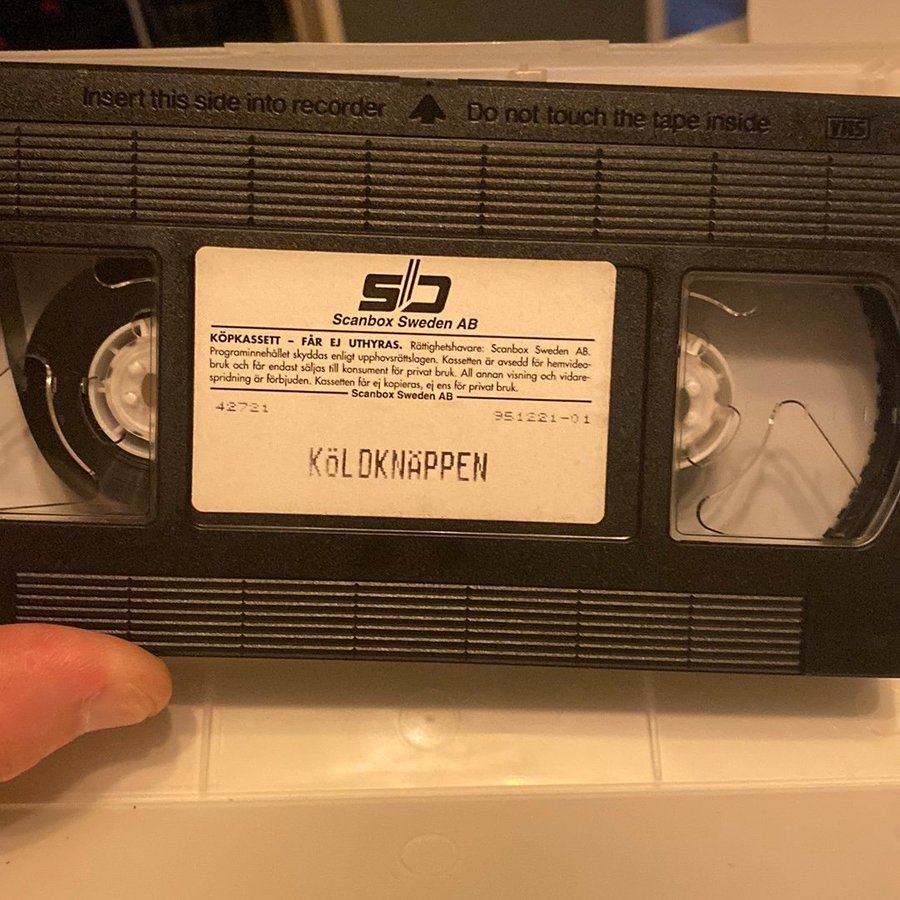 Insert this side into recorder Do not touch the tape inside VHS
SD
Scanbox Sweden AB
KÖPKASSETT – FÅR EJ UTHYRAS. Rättighetshavare: Scanbox Sweden AB.
Programinnehållet skyddas enligt upphovsrättslagen. Kassetten är avsedd för hemvideo-
bruk och får endast säljas till konsument för privat bruk. All annan visning och vidare-
spridning är förbjuden. Kassetten får ej kopieras, ej ens för privat bruk.
Scanbox Sweden AB
42721 951221-01
KöLDKNÄPPEN